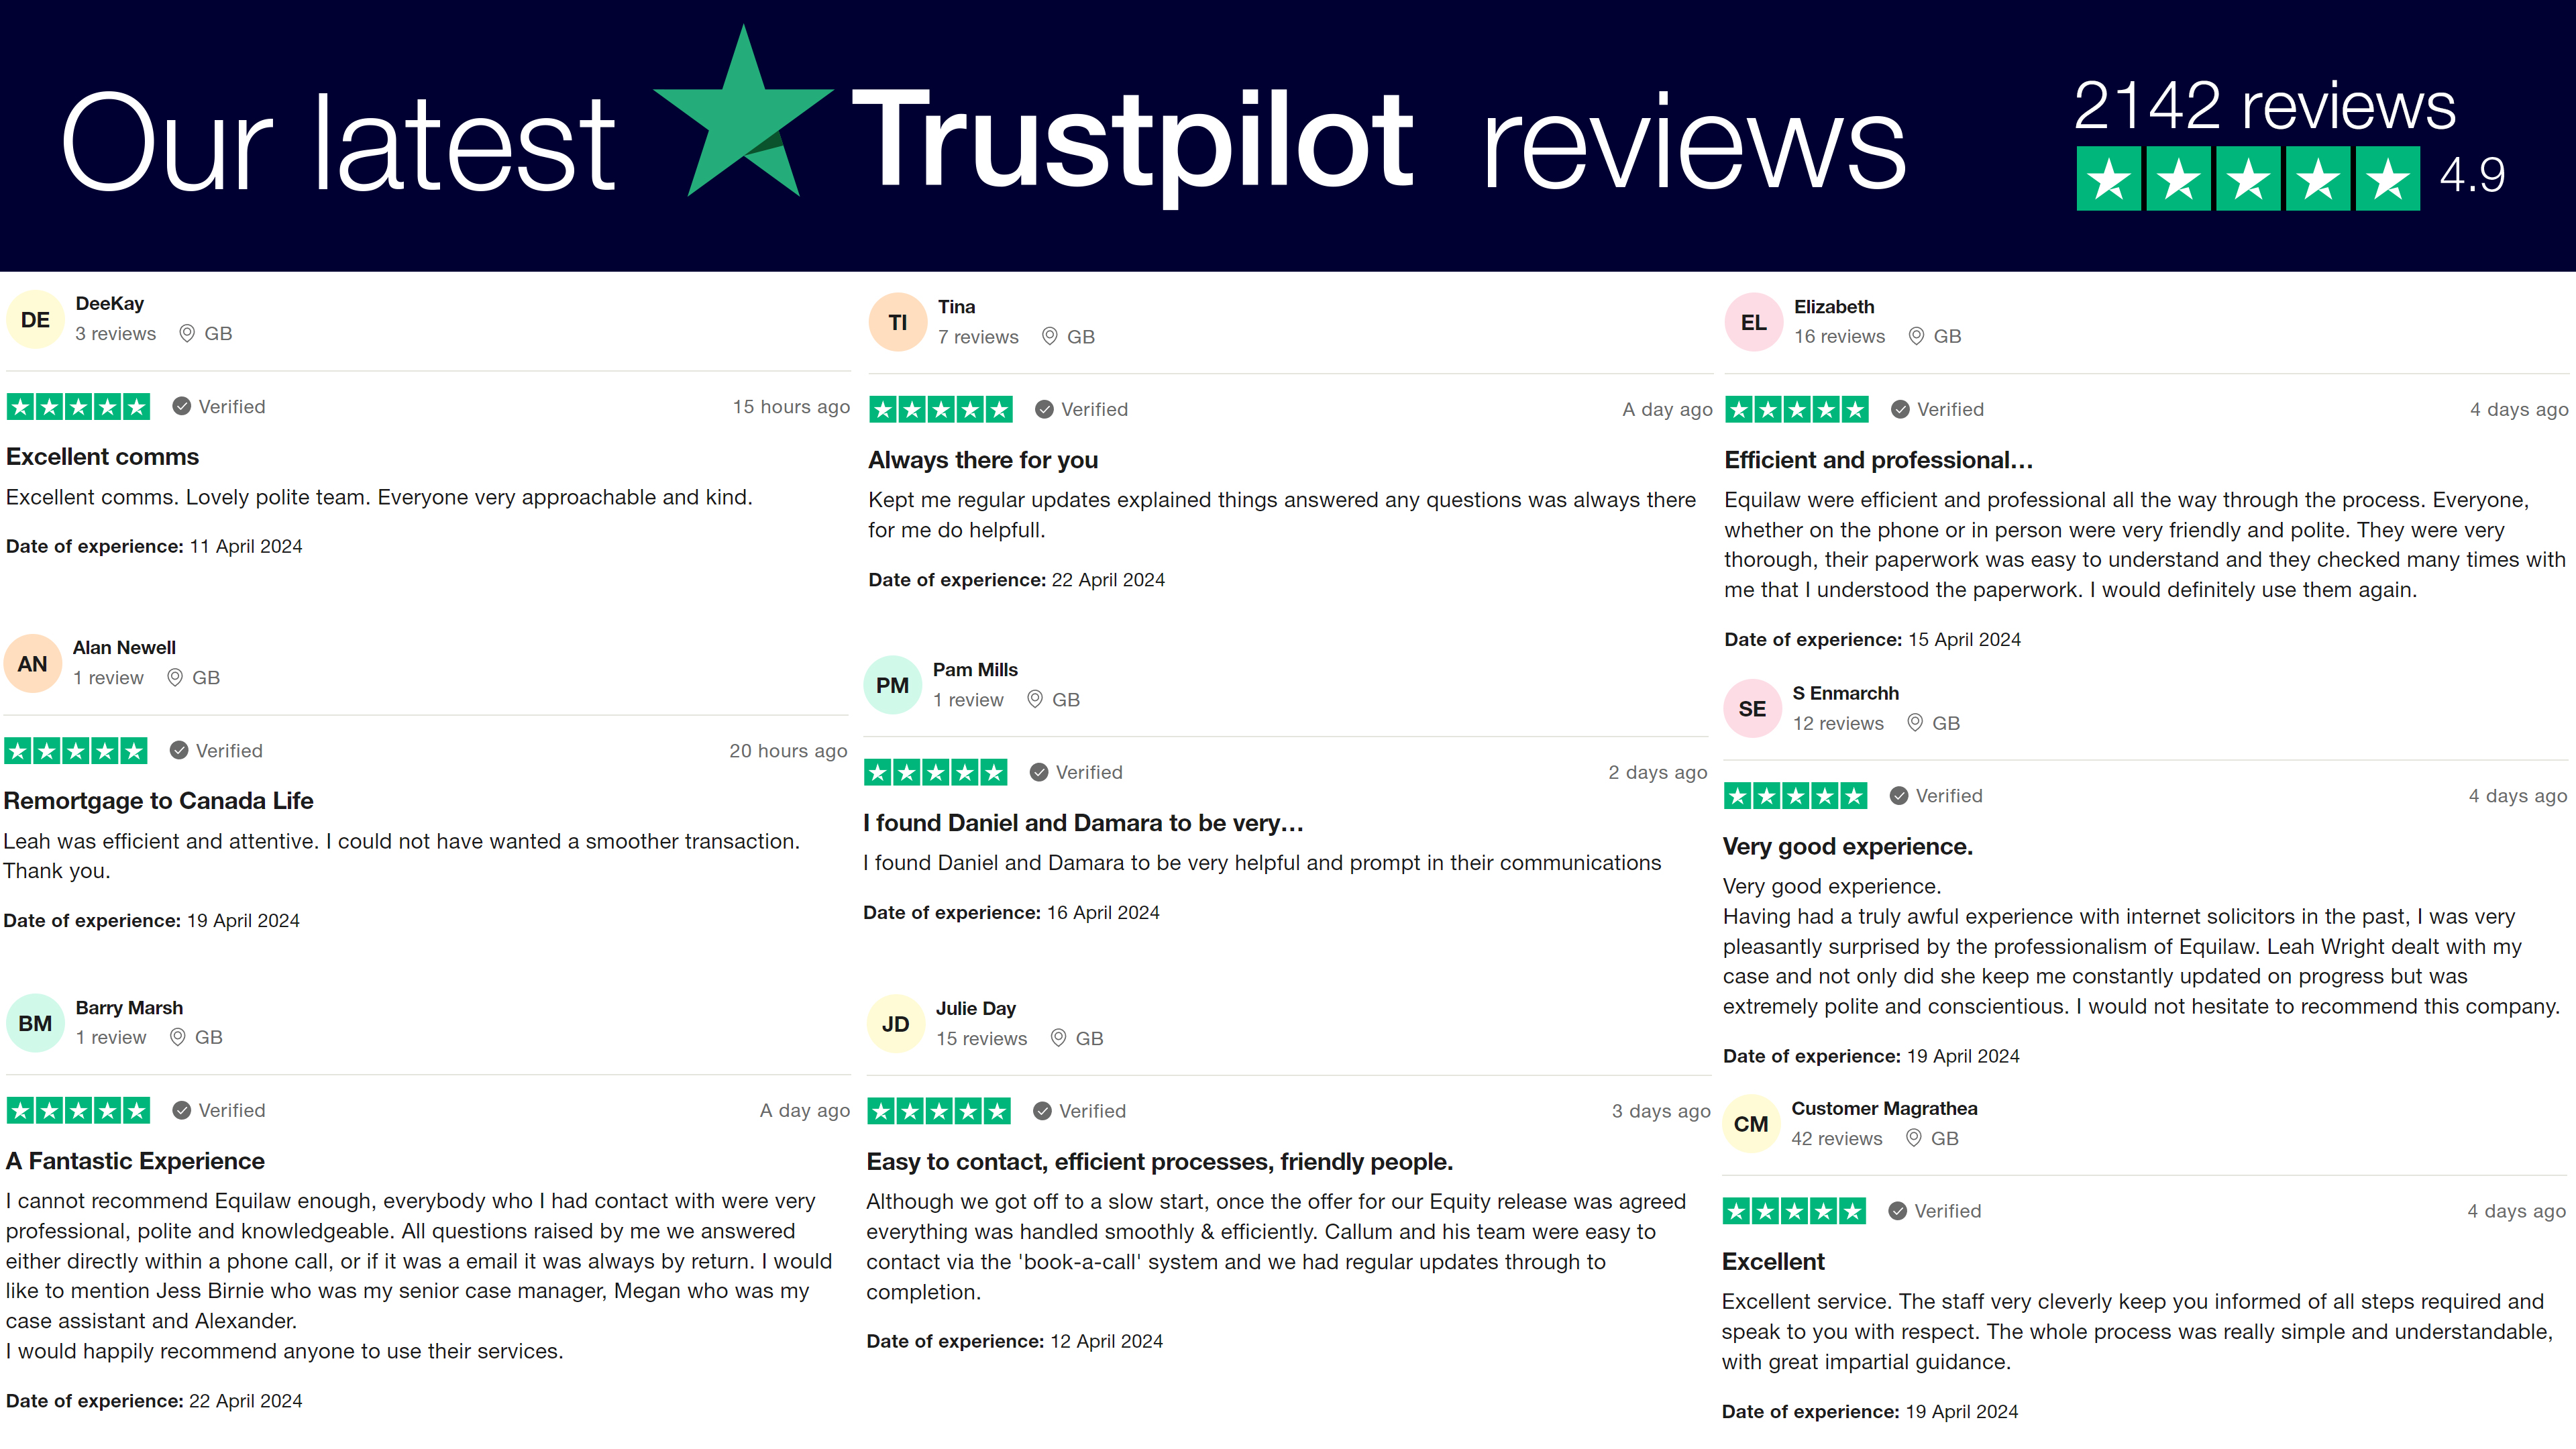 Our latest Trustpilot reviews
2142 reviews
4.9
DE
DeeKay
3 reviews GB
Verified 15 hours ago
Excellent comms
Excellent comms. Lovely polite team. Everyone very approachable and kind.
Date of experience: 11 April 2024
AN
Alan Newell
1 review GB
Verified 20 hours ago
Remortgage to Canada Life
Leah was efficient and attentive. I could not have wanted a smoother transaction.
Thank you.
Date of experience: 19 April 2024
BM
Barry Marsh
1 review GB
Verified A day ago
A Fantastic Experience
I cannot recommend Equilaw enough, everybody who I had contact with were very
professional, polite and knowledgeable. All questions raised by me we answered
either directly within a phone call, or if it was a email it was always by return. I would
like to mention Jess Birnie who was my senior case manager, Megan who was my
case assistant and Alexander.
I would happily recommend anyone to use their services.
Date of experience: 22 April 2024
TI
Tina
7 reviews GB
Verified A day ago
Always there for you
Kept me regular updates explained things answered any questions was always there
for me do helpfull.
Date of experience: 22 April 2024
PM
Pam Mills
1 review GB
Verified 2 days ago
I found Daniel and Damara to be very…
I found Daniel and Damara to be very helpful and prompt in their communications
Date of experience: 16 April 2024
JD
Julie Day
15 reviews GB
Verified 3 days ago
Easy to contact, efficient processes, friendly people.
Although we got off to a slow start, once the offer for our Equity release was agreed
everything was handled smoothly & efficiently. Callum and his team were easy to
contact via the 'book-a-call' system and we had regular updates through to
completion.
Date of experience: 12 April 2024
EL
Elizabeth
16 reviews GB
Verified 4 days ago
Efficient and professional…
Equilaw were efficient and professional all the way through the process. Everyone,
whether on the phone or in person were very friendly and polite. They were very
thorough, their paperwork was easy to understand and they checked many times with
me that I understood the paperwork. I would definitely use them again.
Date of experience: 15 April 2024
SE
S Enmarchh
12 reviews GB
Verified 4 days ago
Very good experience.
Very good experience.
Having had a truly awful experience with internet solicitors in the past, I was very
pleasantly surprised by the professionalism of Equilaw. Leah Wright dealt with my
case and not only did she keep me constantly updated on progress but was
extremely polite and conscientious. I would not hesitate to recommend this company.
Date of experience: 19 April 2024
CM
Customer Magrathea
42 reviews GB
Verified 4 days ago
Excellent
Excellent service. The staff very cleverly keep you informed of all steps required and
speak to you with respect. The whole process was really simple and understandable,
with great impartial guidance.
Date of experience: 19 April 2024